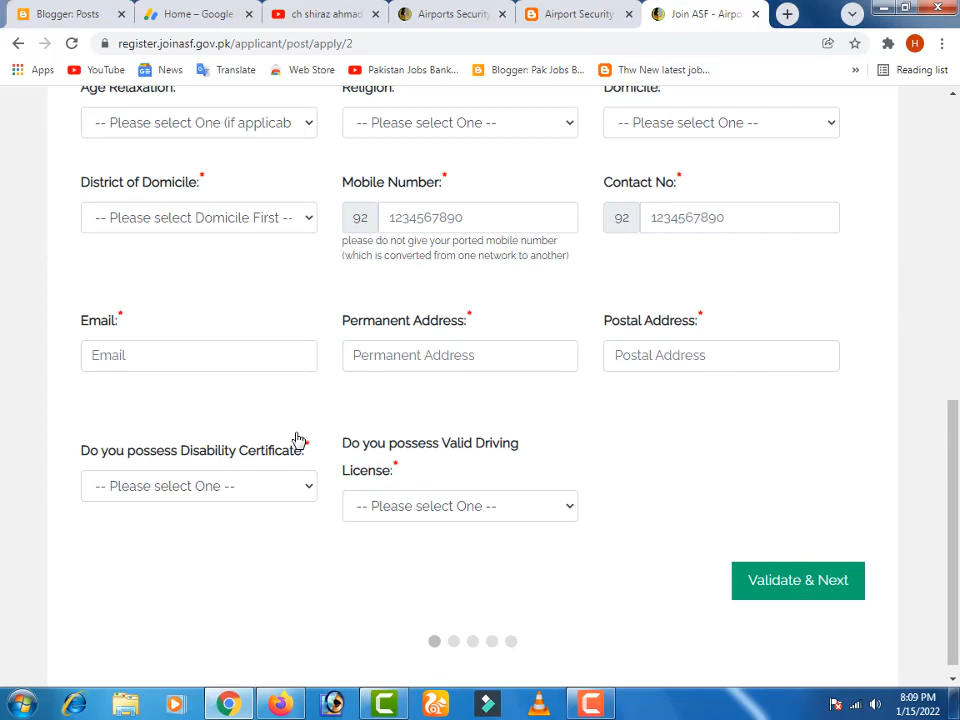 Blogger: Posts
Home – Google
ch shiraz ahmad
Airports Security
Airport Security
Join ASF - Airpo
register.joinasf.gov.pk/applicant/post/apply/2
H
Apps
YouTube
News
Translate
Web Store
Pakistan Jobs Bank...
Blogger: Pak Jobs B...
Thw New latest job...
»
Reading list
Age Relaxation:
Religion:
Domicile:
-- Please select One (if applicab
-- Please select One --
-- Please select One --
District of Domicile:*
Mobile Number:*
Contact No:*
-- Please select Domicile First --
92 1234567890
92 1234567890
please do not give your ported mobile number
(which is converted from one network to another)
Email:*
Permanent Address:*
Postal Address:*
Email
Permanent Address
Postal Address
Do you possess Disability Certificate:*
Do you possess Valid Driving
License:*
-- Please select One --
-- Please select One --
Validate & Next
8:09 PM
1/15/2022